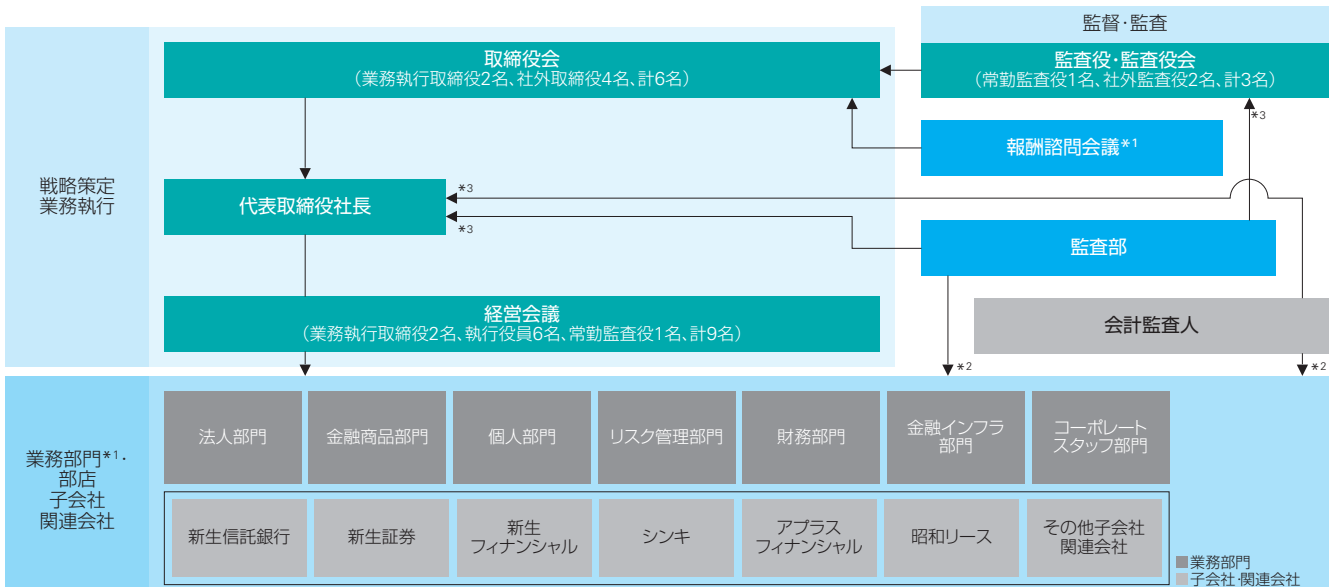 監督・監査
取締役会
（業務執行取締役2名、社外取締役4名、計6名）
監査役・監査役会
（常勤監査役1名、社外監査役2名、計3名）
*3
報酬諮問会議*1
戦略策定
業務執行
代表取締役社長
*3
*3
監査部
経営会議
（業務執行取締役2名、執行役員6名、常勤監査役1名、計9名）
会計監査人
*2
*2
業務部門*1・
部店
子会社
関連会社
法人部門
金融商品部門
個人部門
リスク管理部門
財務部門
金融インフラ
部門
コーポレート
スタッフ部門
新生信託銀行
新生証券
新生
フィナンシャル
シンキ
アプラス
フィナンシャル
昭和リース
その他子会社
関連会社
業務部門
子会社・関連会社